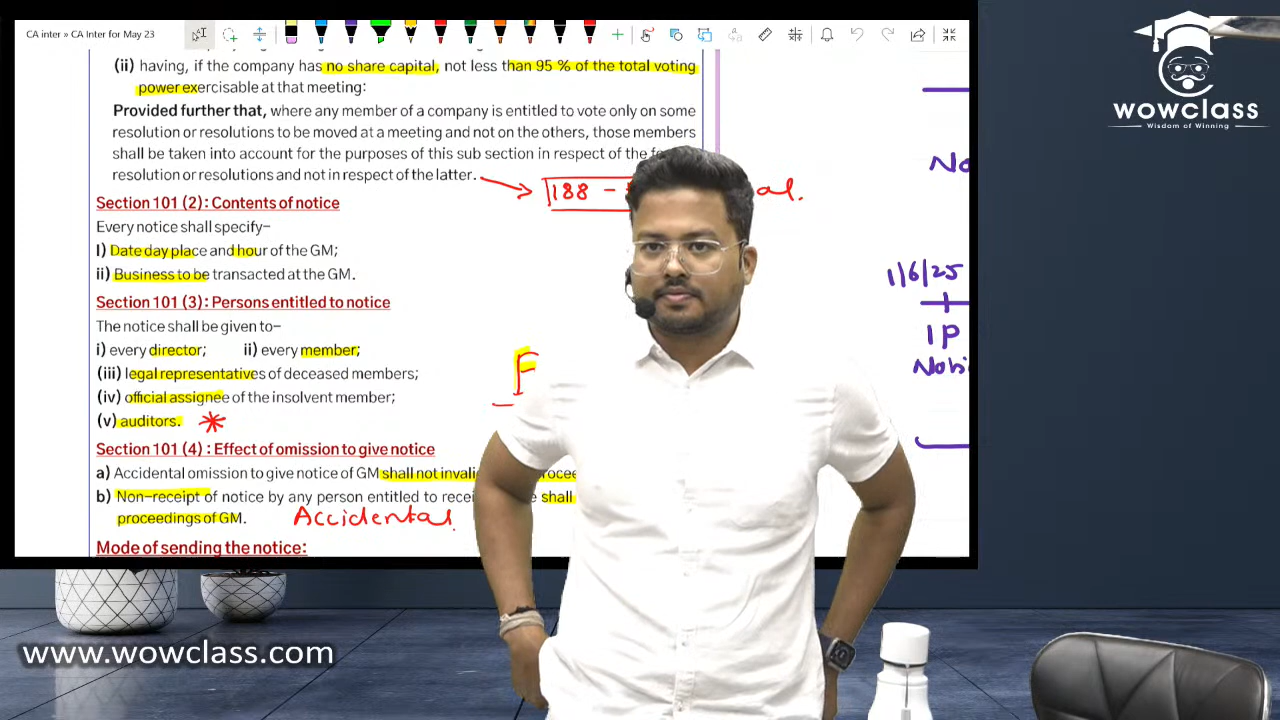 CA inter » CA Inter for May 23
(ii) having, if the company has no share capital, not less than 95 % of the total voting
power exercisable at that meeting:
Provided further that, where any member of a company is entitled to vote only on some
resolution or resolutions to be moved at a meeting and not on the others, those members
shall be taken into account for the purposes of this sub section in respect of the
resolution or resolutions and not in respect of the latter.
188 -
al.
Section 101 (2): Contents of notice
Every notice shall specify-
I) Date day place and hour of the GM;
ii) Business to be transacted at the GM.
Section 101 (3): Persons entitled to notice
The notice shall be given to-
i) every director; ii) every member;
(iii) legal representatives of deceased members;
(iv) official assignee of the insolvent member;
(v) auditors.
Section 101 (4) : Effect of omission to give notice
a) Accidental omission to give notice of GM shall not
b) Non-receipt of notice by any person entitled to shall
proceedings of GM.
Accidental
Mode of sending the notice:
No
1/6/25
IP
wowclass
Wisdom of Winning
www.wowclass.com